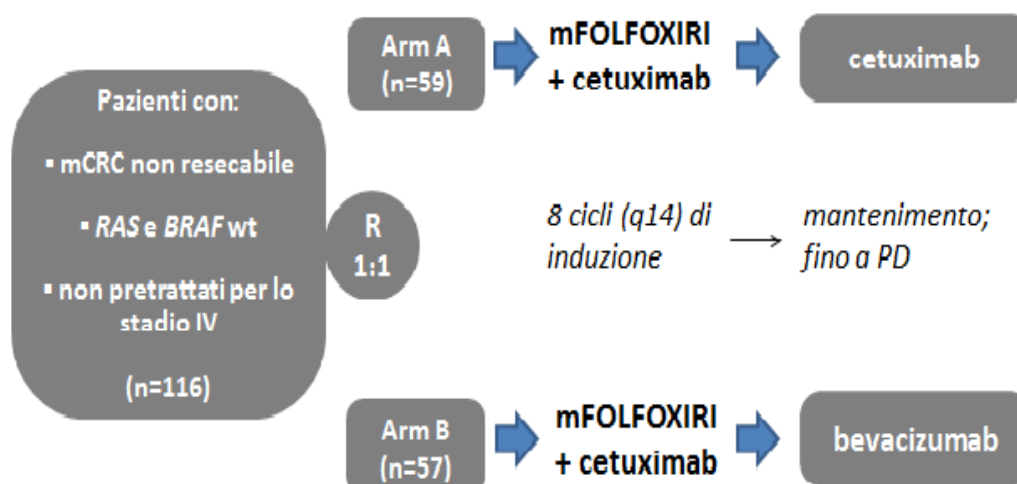 Pazienti con:
▪ mCRC non resecabile
▪ RAS e BRAF wt
▪ non pretrattati per lo
stadio IV
(n=116)
R
1:1
Arm A
(n=59)
mFOLFOXIRI
+ cetuximab
cetuximab
8 cicli (q14) di
induzione
mantenimento;
fino a PD
Arm B
(n=57)
mFOLFOXIRI
+ cetuximab
bevacizumab